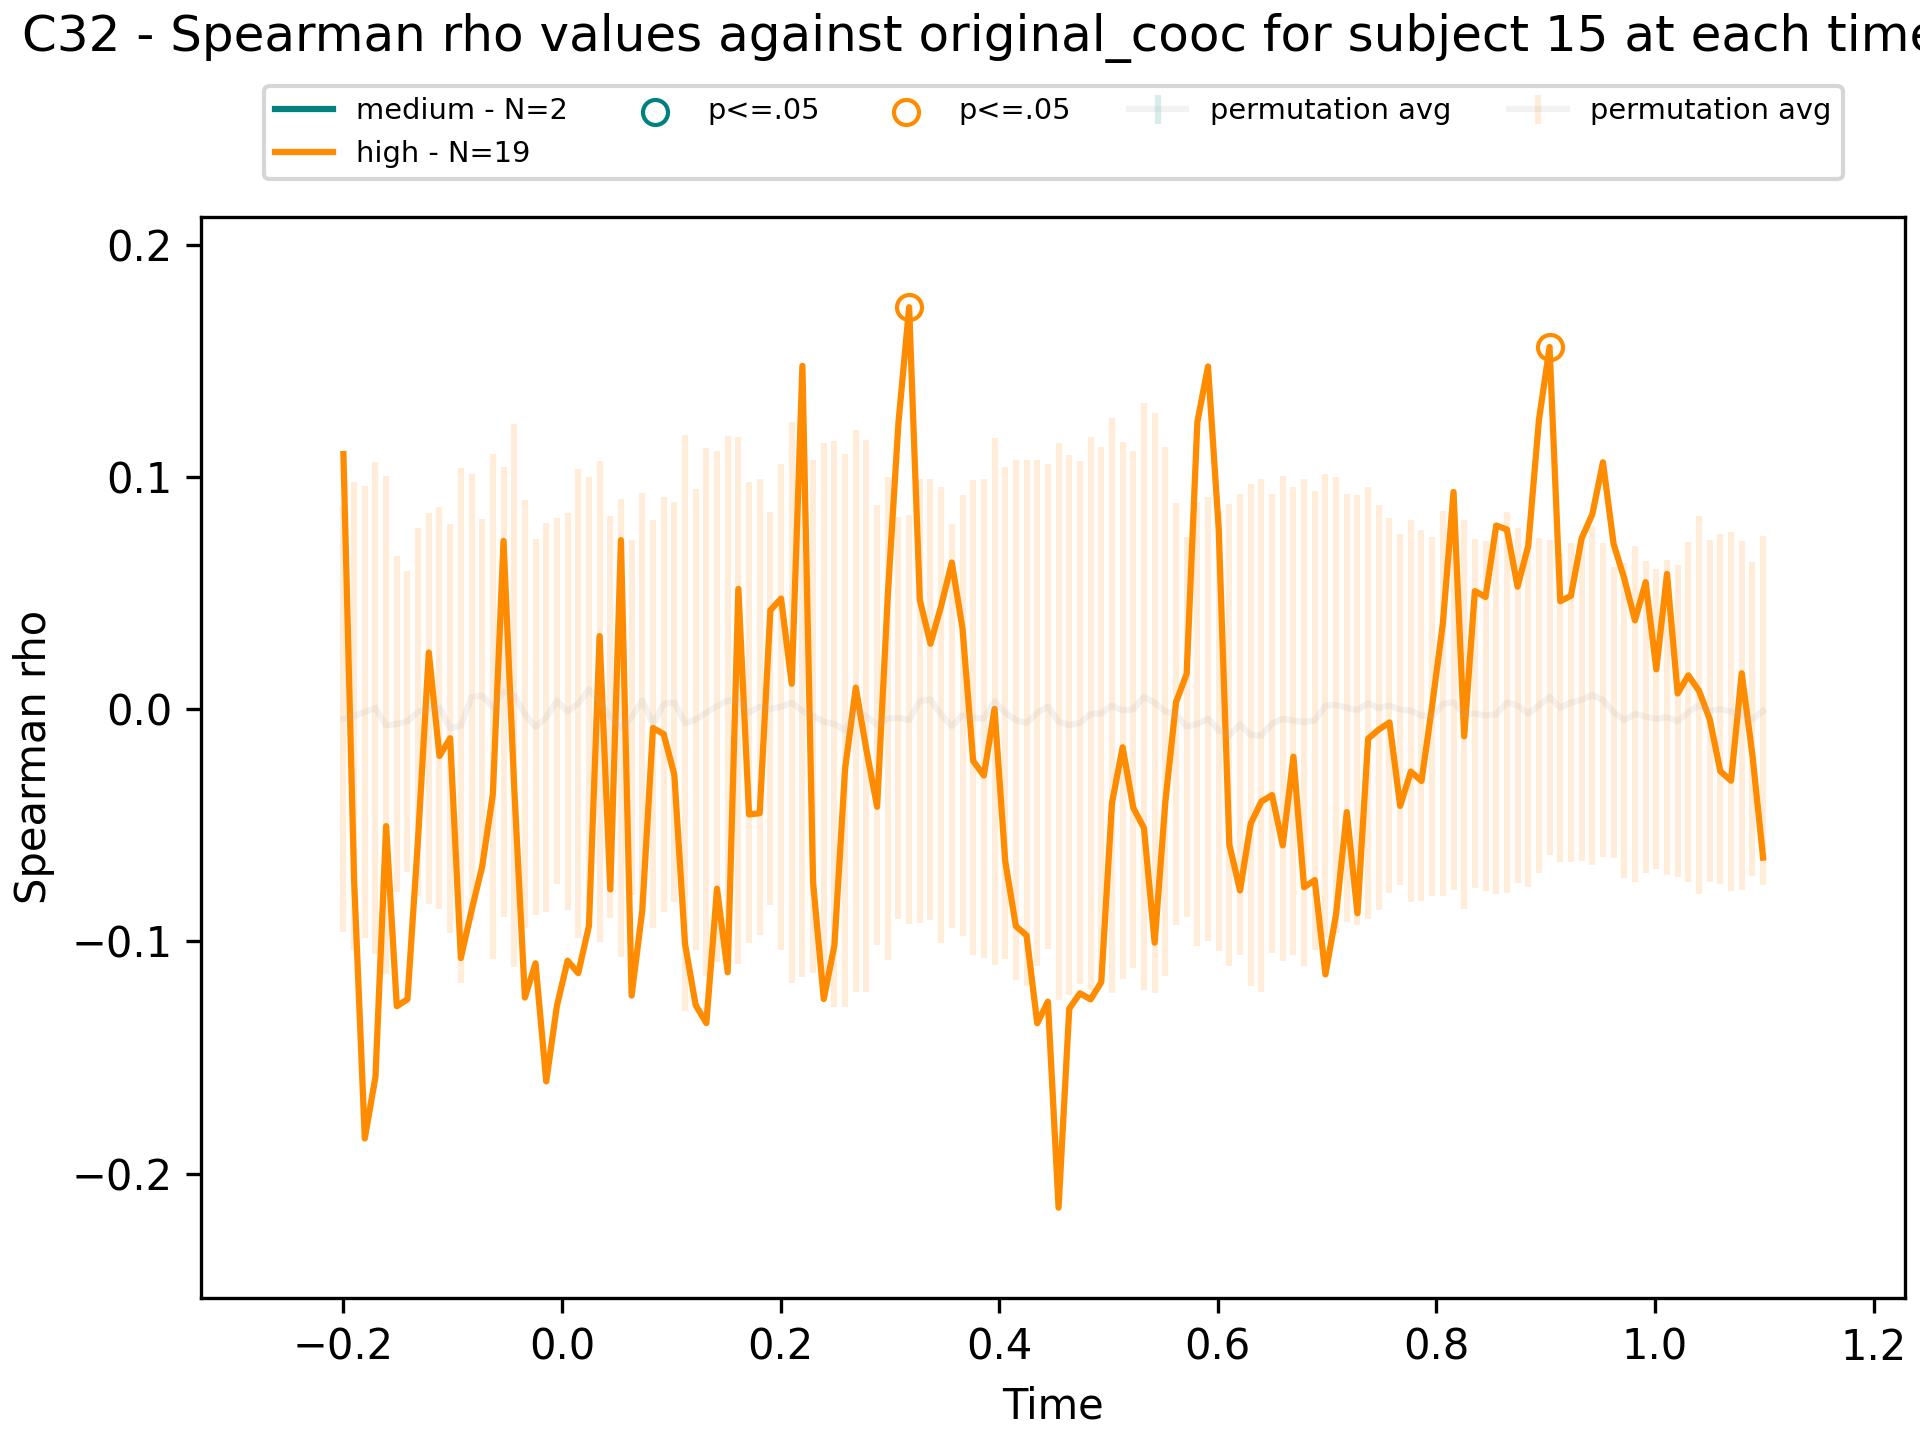 C32 - Spearman rho values against original_cooc for subject 15 at each time
medium - N=2
high - N=19
p<=.05
p<=.05
permutation avg
permutation avg
Spearman rho
0.2
0.1
0.0
−0.1
−0.2
−0.2 0.0 0.2 0.4 0.6 0.8 1.0 1.2
Time